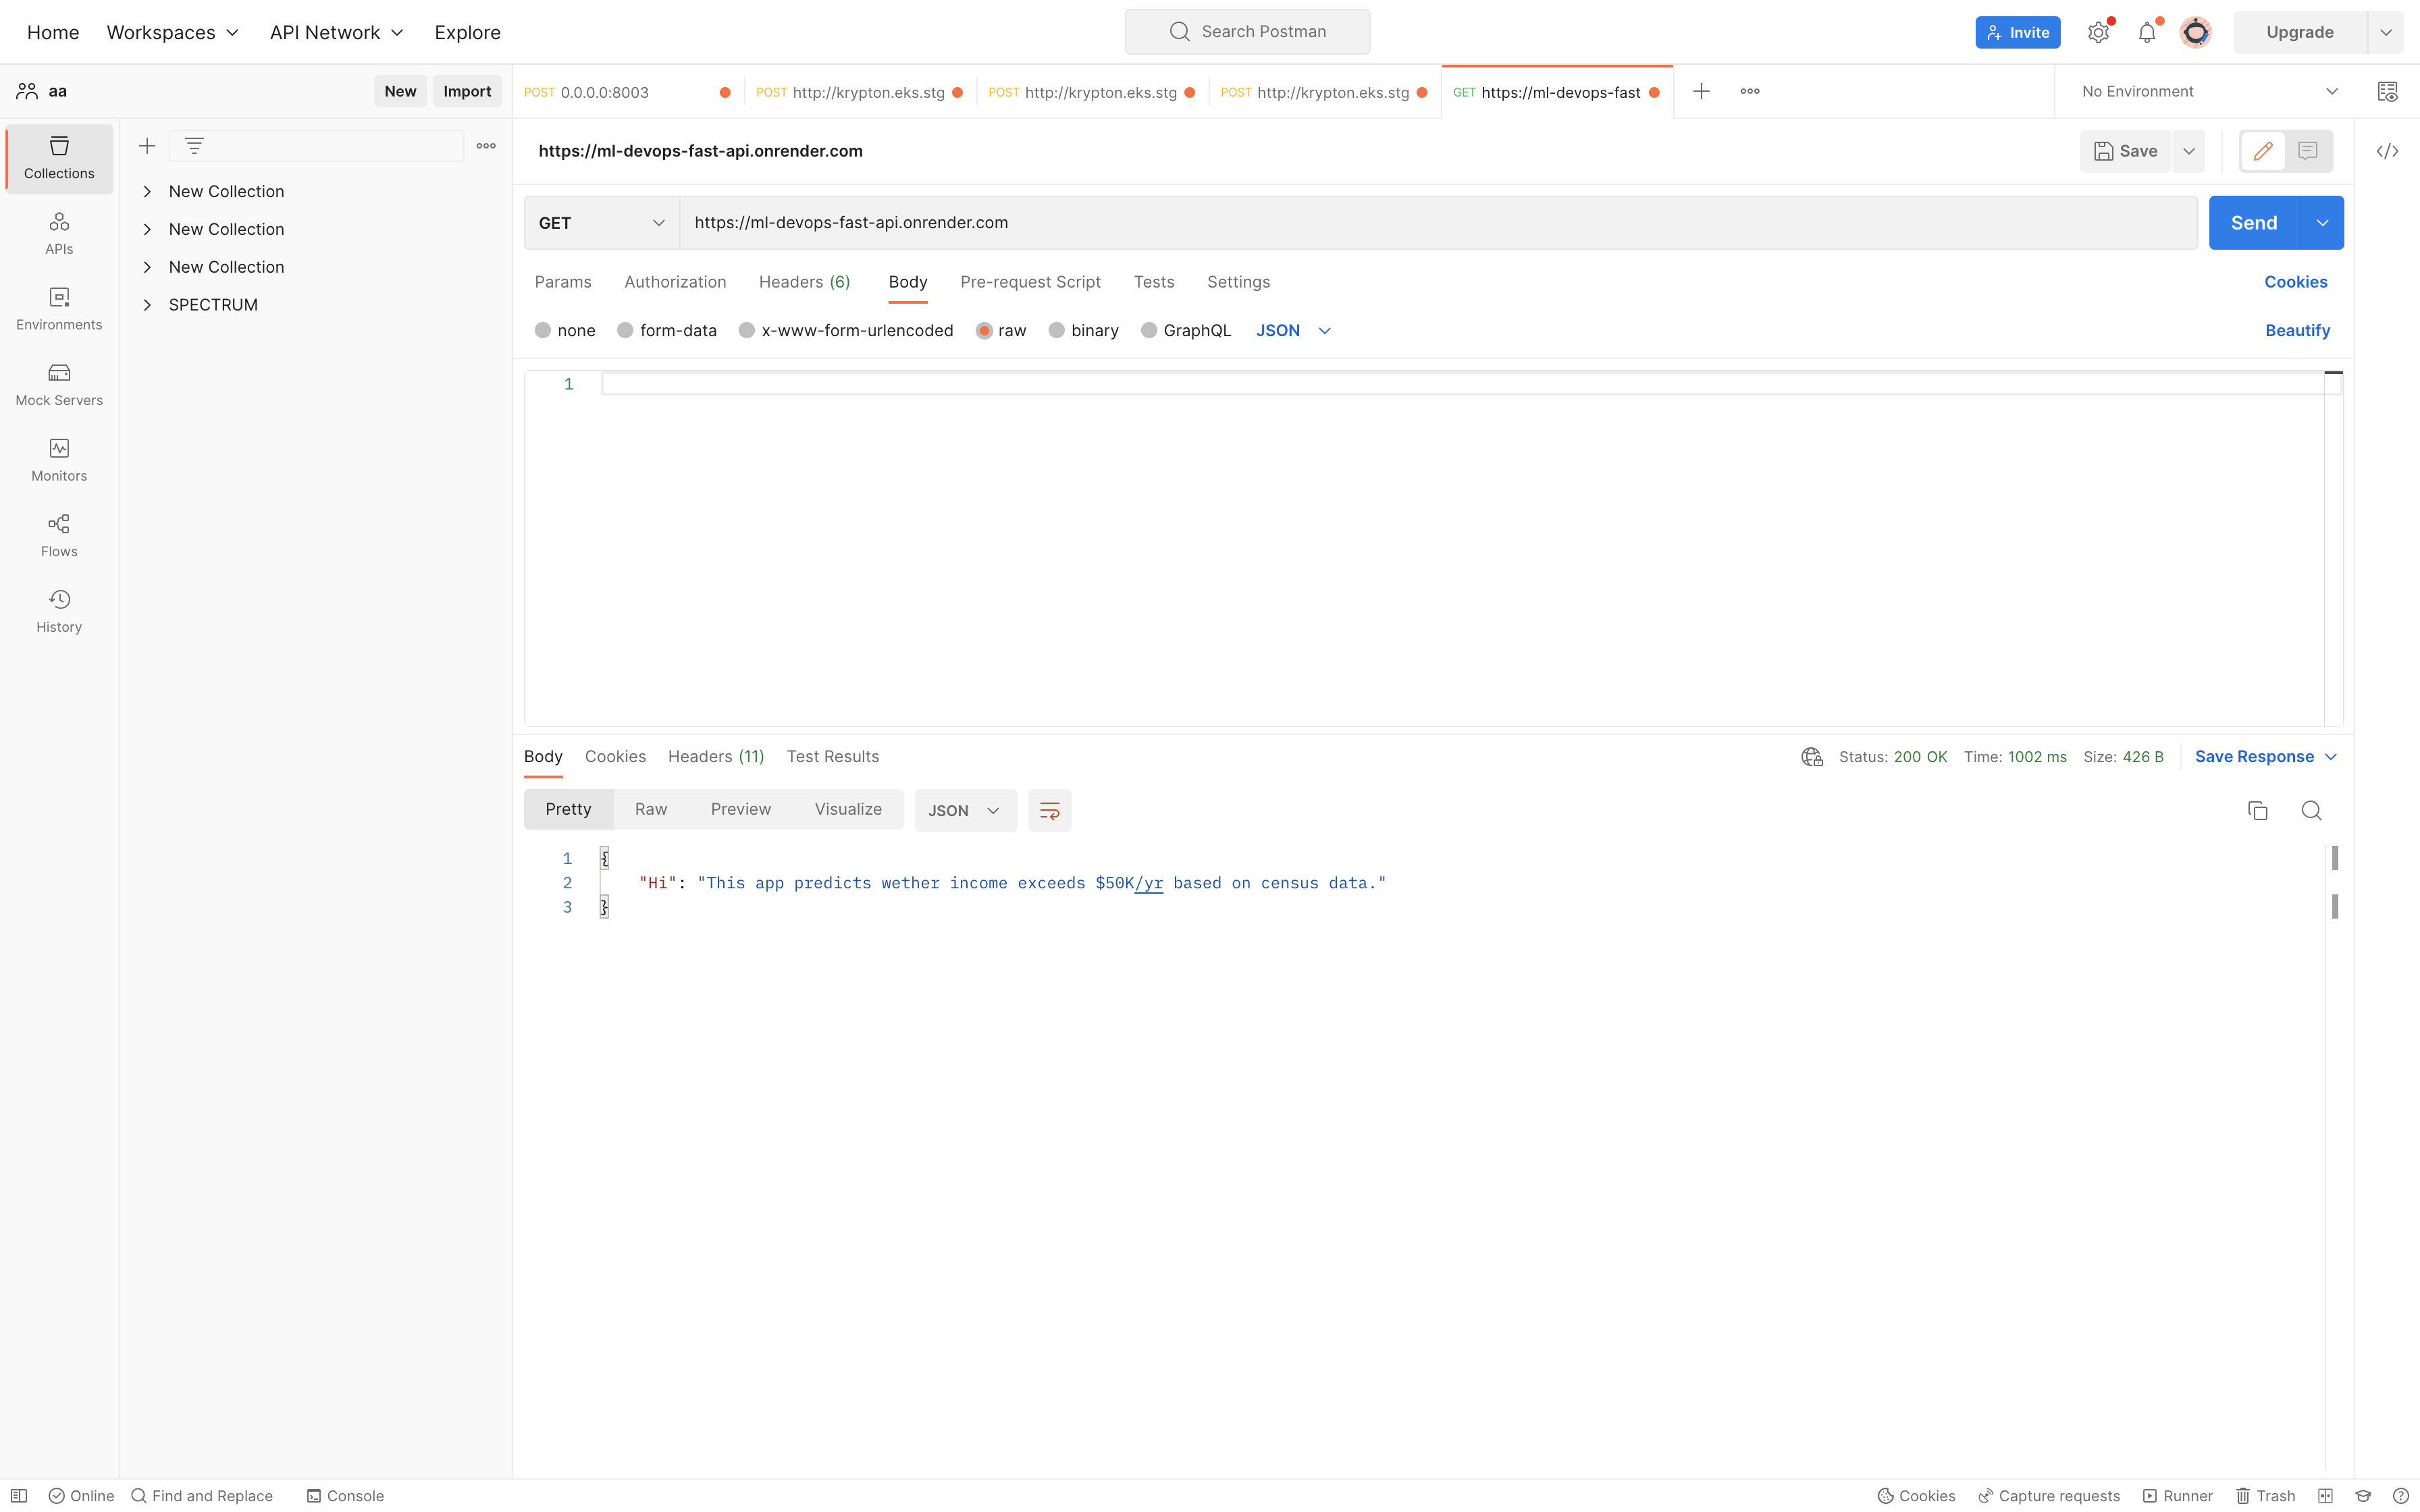 Home Workspaces API Network Explore Search Postman Invite Upgrade
aa New Import POST 0.0.0.0:8003 POST http://krypton.eks.stg POST http://krypton.eks.stg POST http://krypton.eks.stg GET https://ml-devops-fast No Environment
Collections
APIs
Environments
Mock Servers
Monitors
Flows
History
New Collection
New Collection
New Collection
SPECTRUM
https://ml-devops-fast-api.onrender.com Save
GET https://ml-devops-fast-api.onrender.com Send
Params Authorization Headers (6) Body Pre-request Script Tests Settings Cookies
none form-data x-www-form-urlencoded raw binary GraphQL JSON Beautify
1
Body Cookies Headers (11) Test Results Status: 200 OK Time: 1002 ms Size: 426 B Save Response
Pretty Raw Preview Visualize JSON
1 {
2 "Hi": "This app predicts wether income exceeds $50K/yr based on census data."
3 }
Online Find and Replace Console Cookies Capture requests Runner Trash